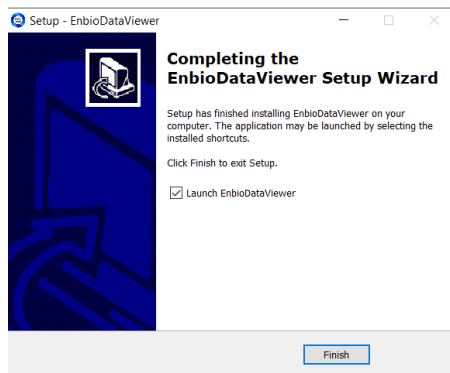 Setup - EnbioDataViewer
Completing the
EnbioDataViewer Setup Wizard
Setup has finished installing EnbioDataViewer on your
computer. The application may be launched by selecting the
installed shortcuts.
Click Finish to exit Setup.
Launch EnbioDataViewer
Finish